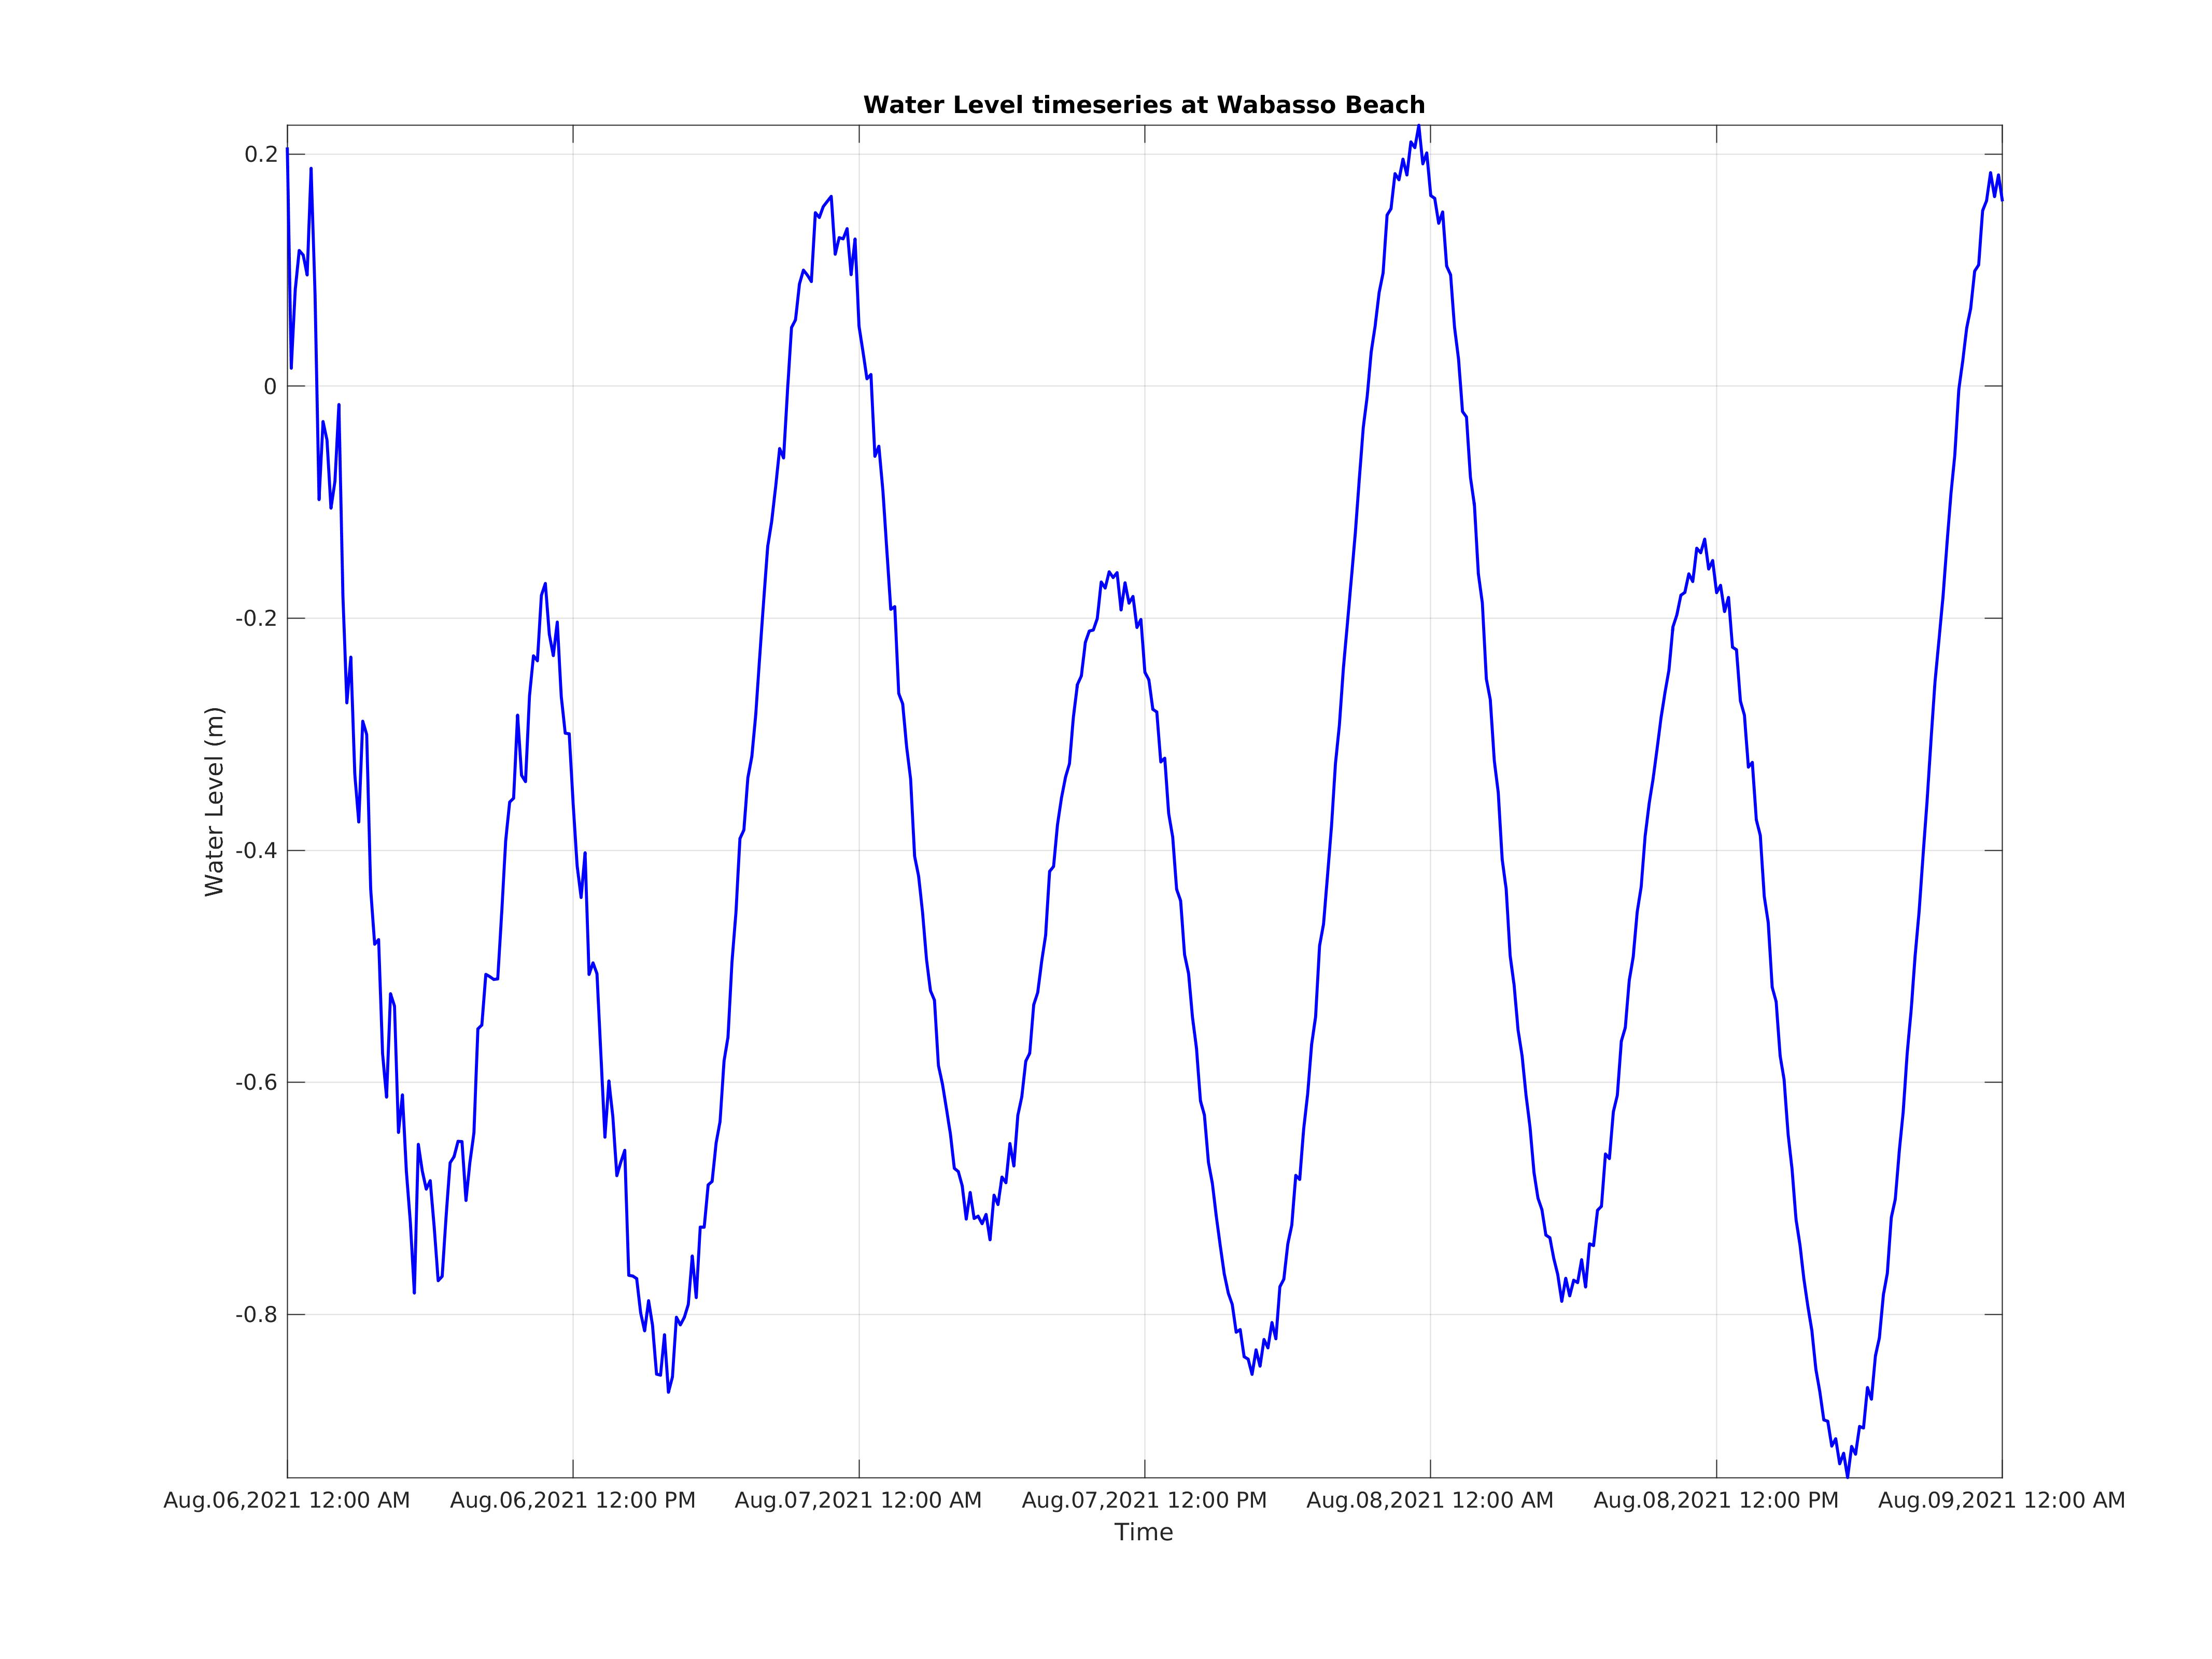 Water Level timeseries at Wabasso Beach
0.2
0
-0.2
-0.4
-0.6
-0.8
Water Level (m)
Aug.06,2021 12:00 AM Aug.06,2021 12:00 PM Aug.07,2021 12:00 AM Aug.07,2021 12:00 PM Aug.08,2021 12:00 AM Aug.08,2021 12:00 PM Aug.09,2021 12:00 AM
Time